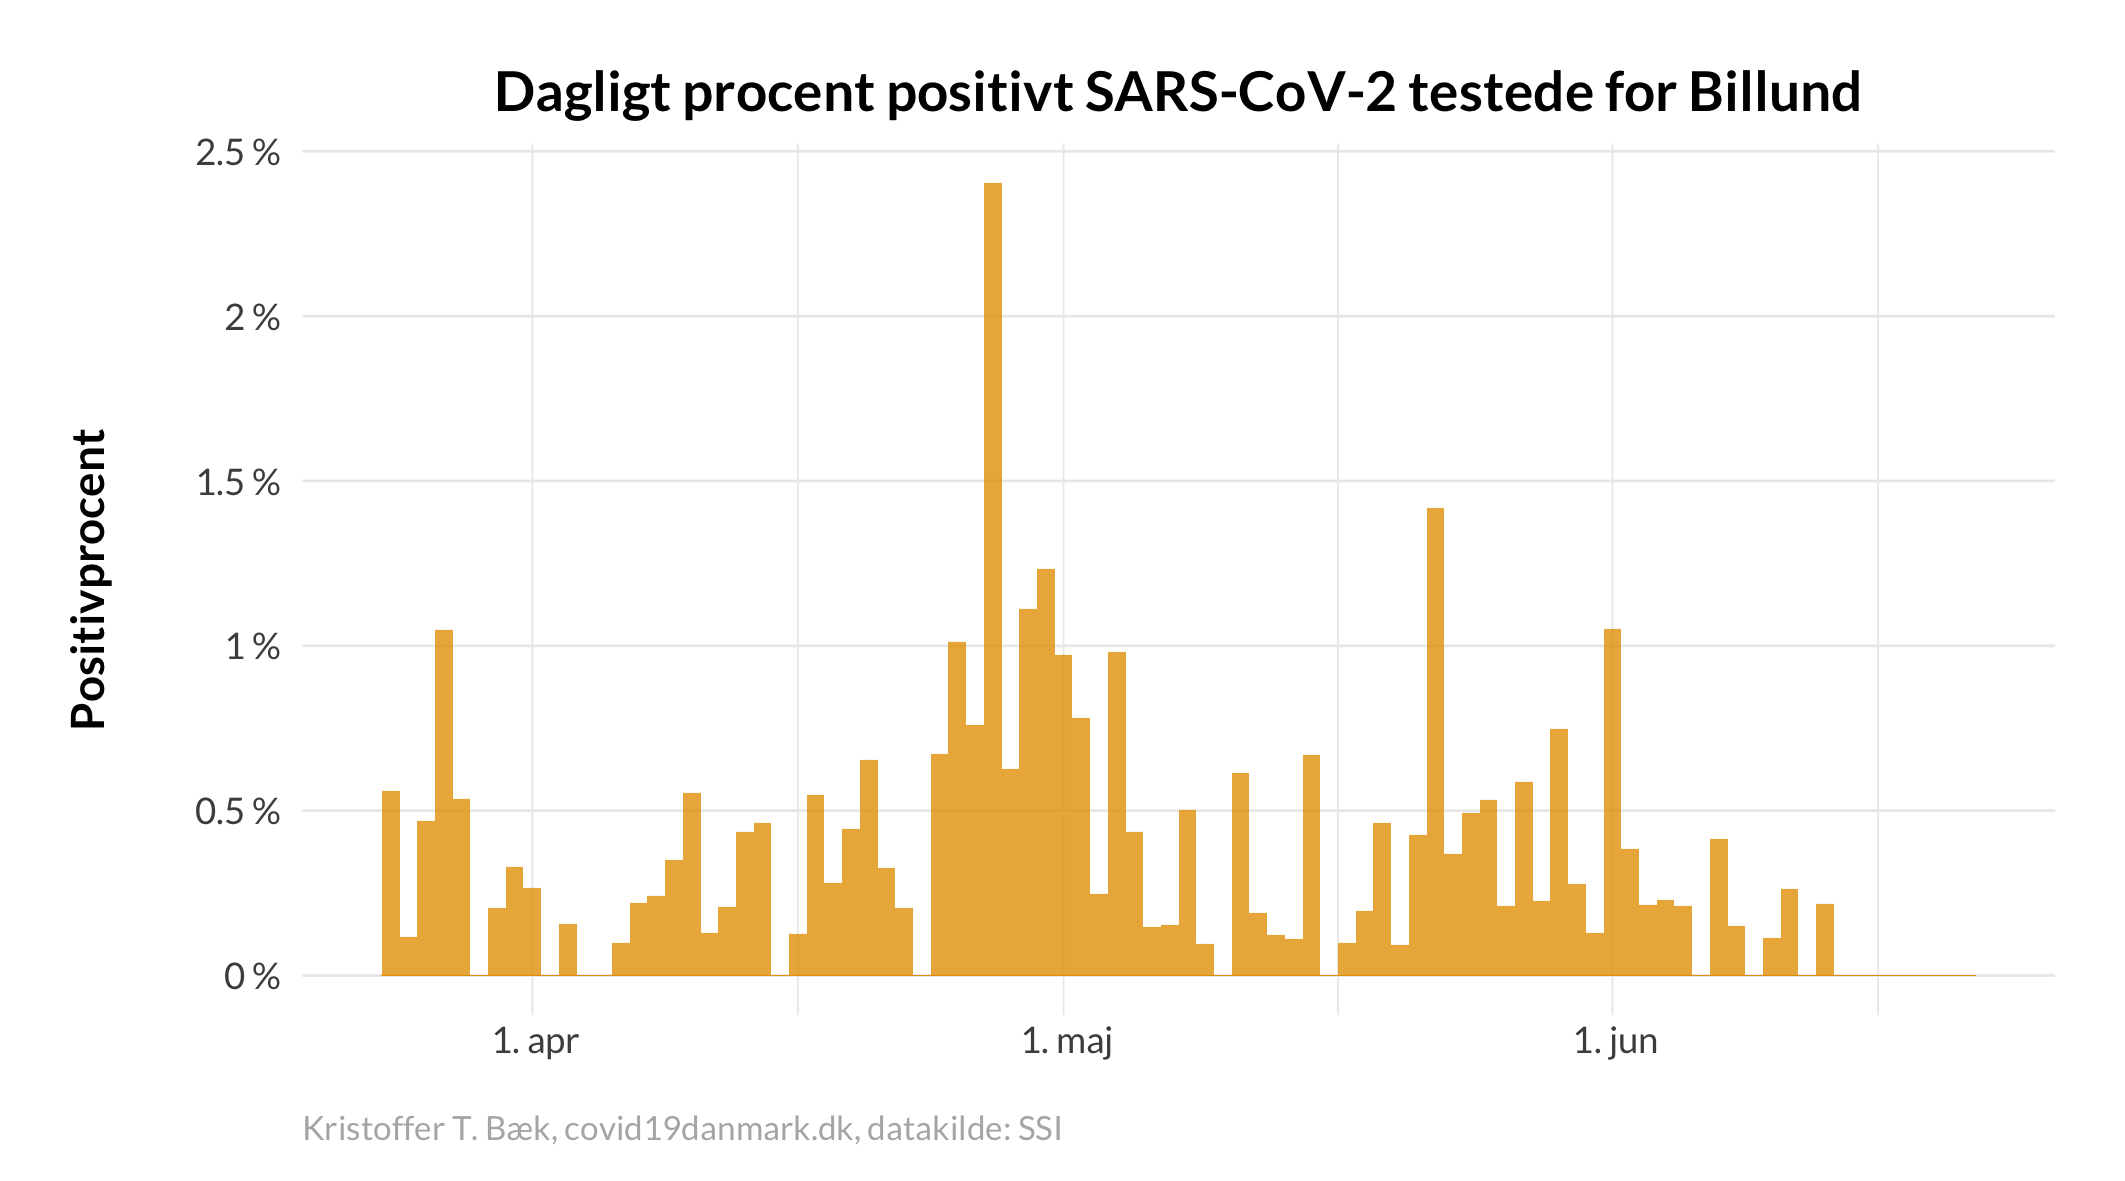 Dagligt procent positivt SARS-CoV-2 testede for Billund
Positivprocent
2.5 %
2 %
1.5 %
1 %
0.5 %
0 %
1. apr
1. maj
1. jun
Kristoffer T. Bæk, covid19danmark.dk, datakilde: SSI